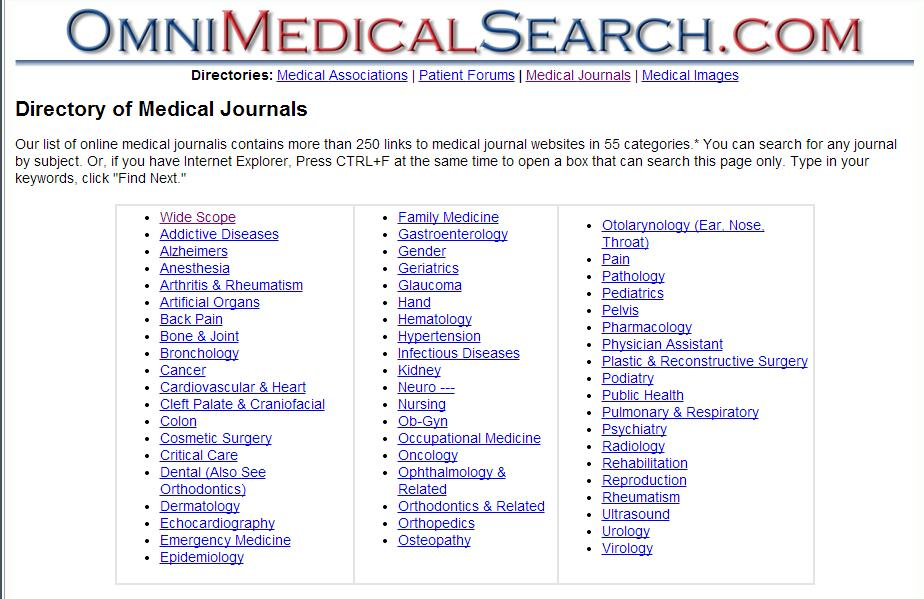 OmniMedicalSearch.com
Directories: Medical Associations | Patient Forums | Medical Journals | Medical Images
Directory of Medical Journals
Our list of online medical journalis contains more than 250 links to medical journal websites in 55 categories.* You can search for any journal
by subject. Or, if you have Internet Explorer, Press CTRL+F at the same time to open a box that can search this page only. Type in your
keywords, click "Find Next."
Wide Scope
Addictive Diseases
Alzheimers
Anesthesia
Arthritis & Rheumatism
Artificial Organs
Back Pain
Bone & Joint
Bronchology
Cancer
Cardiovascular & Heart
Cleft Palate & Craniofacial
Colon
Cosmetic Surgery
Critical Care
Dental (Also See
Orthodontics)
Dermatology
Echocardiography
Emergency Medicine
Epidemiology
Family Medicine
Gastroenterology
Gender
Geriatrics
Glaucoma
Hand
Hematology
Hypertension
Infectious Diseases
Kidney
Neuro ---
Nursing
Ob-Gyn
Occupational Medicine
Oncology
Ophthalmology &
Related
Orthodontics & Related
Orthopedics
Osteopathy
Otolarynology (Ear, Nose,
Throat)
Pain
Pathology
Pediatrics
Pelvis
Pharmacology
Physician Assistant
Plastic & Reconstructive Surgery
Podiatry
Public Health
Pulmonary & Respiratory
Psychiatry
Radiology
Rehabilitation
Reproduction
Rheumatism
Ultrasound
Urology
Virology